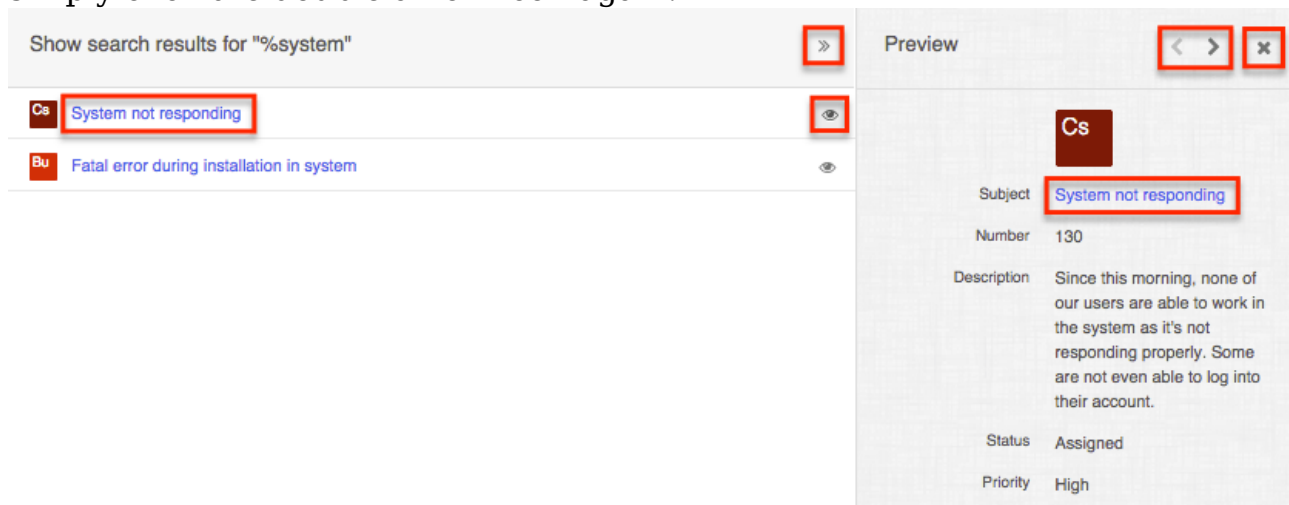 Show search results for "%system"
»
Preview
Cs System not responding
Bu Fatal error during installation in system
Cs
Subject System not responding
Number 130
Description Since this morning, none of
our users are able to work in
the system as it's not
responding properly. Some
are not even able to log into
their account.
Status Assigned
Priority High